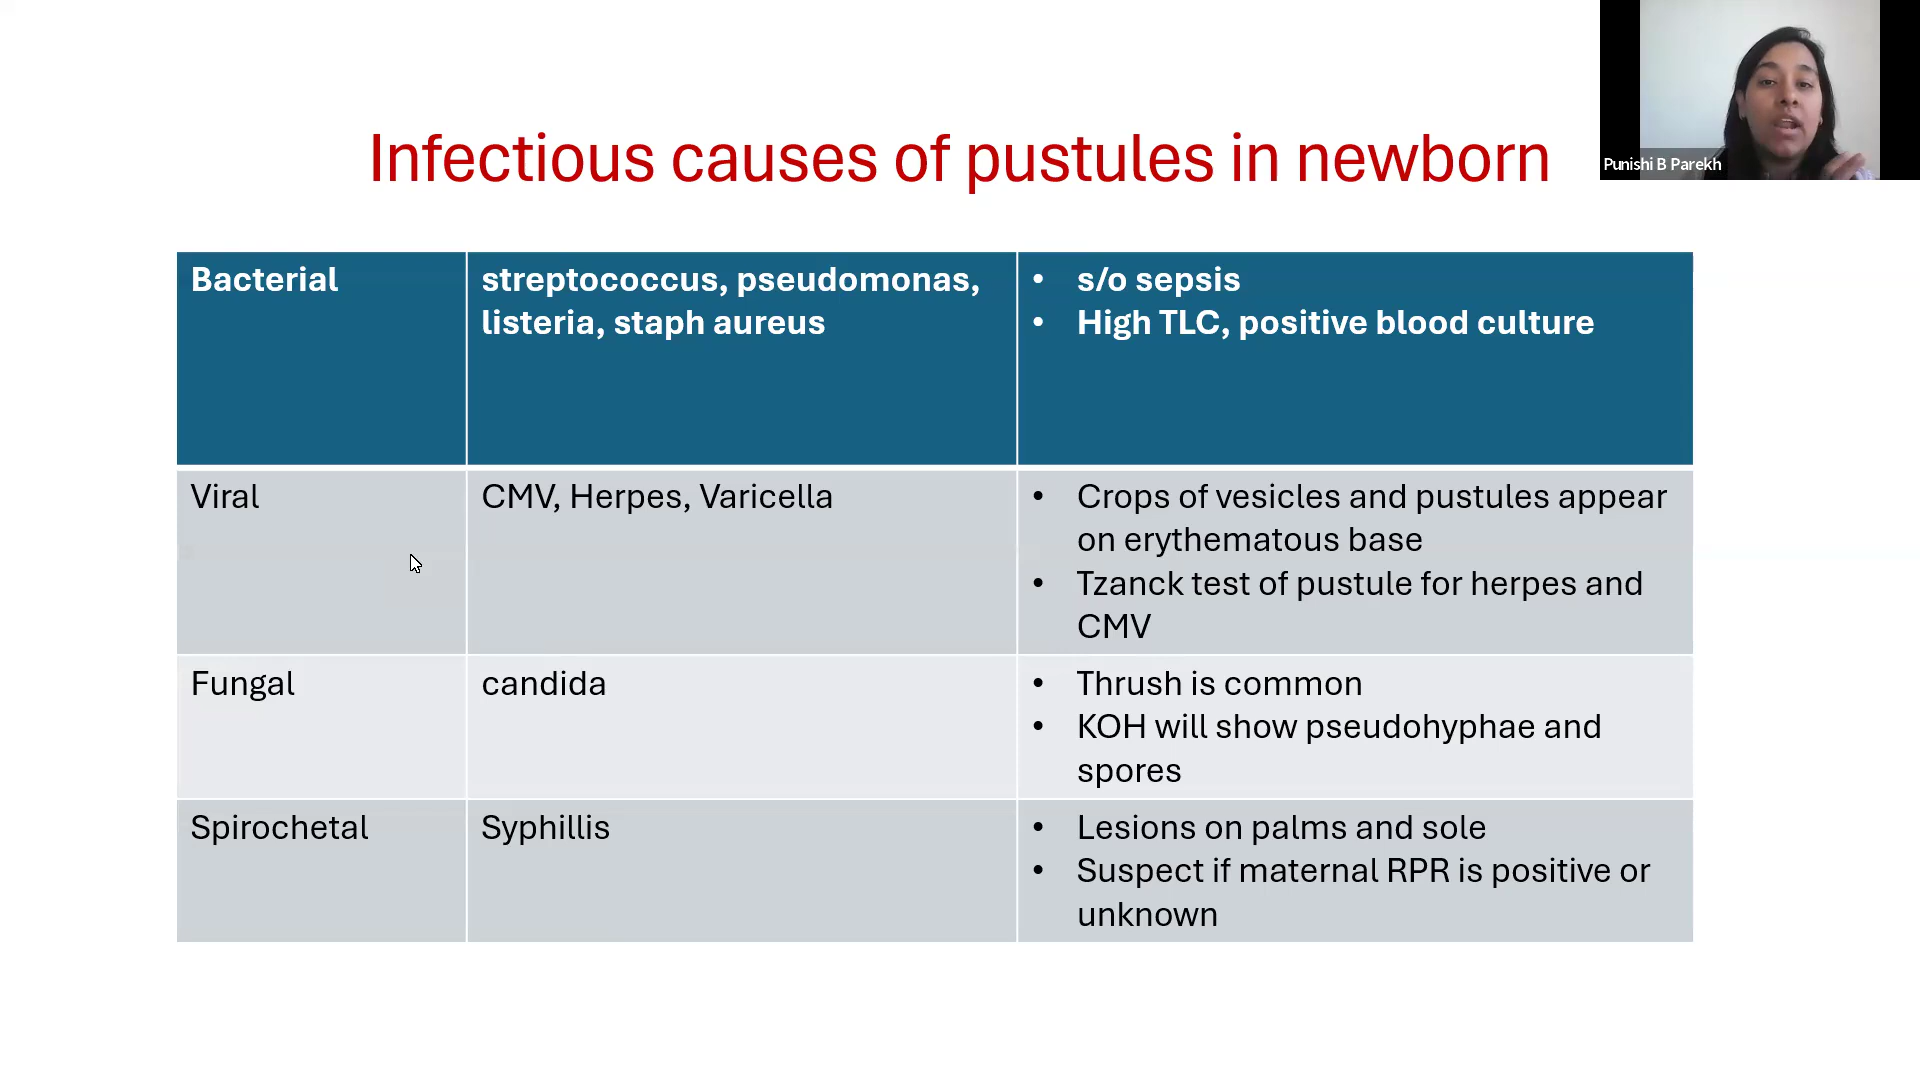 Infectious causes of pustules in newborn
Punishi B Parekh
Bacterial
streptococcus, pseudomonas,
listeria, staph aureus
• s/o sepsis
• High TLC, positive blood culture
Viral
CMV, Herpes, Varicella
• Crops of vesicles and pustules appear
on erythematous base
• Tzanck test of pustule for herpes and
CMV
Fungal
candida
• Thrush is common
• KOH will show pseudohyphae and
spores
Spirochetal
Syphillis
• Lesions on palms and sole
• Suspect if maternal RPR is positive or
unknown